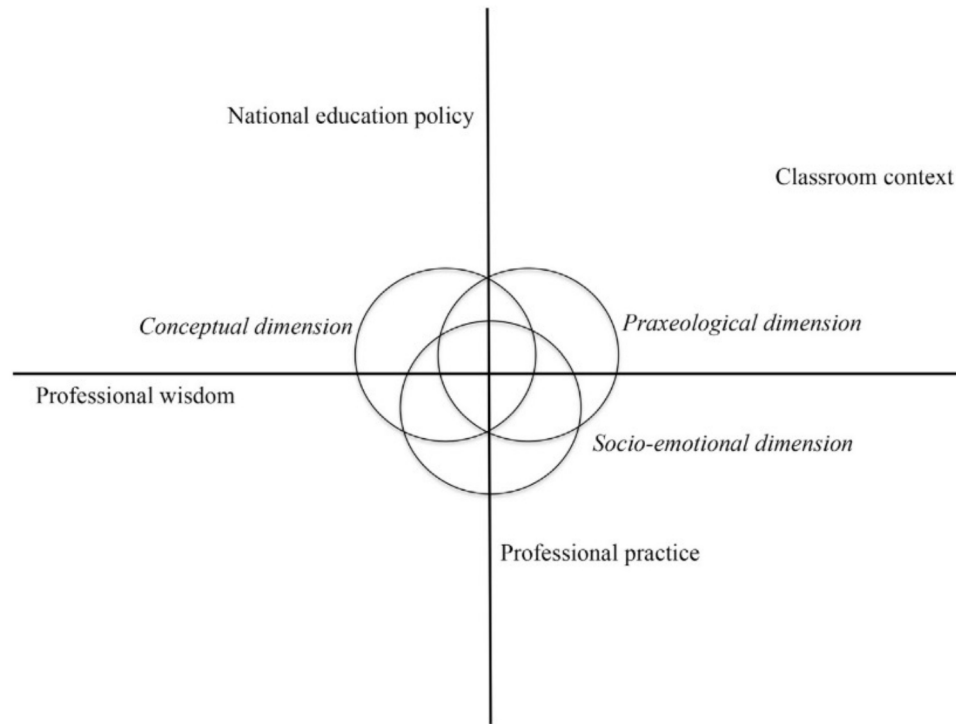 National education policy
Classroom context
Conceptual dimension
Praxeological dimension
Professional wisdom
Socio-emotional dimension
Professional practice